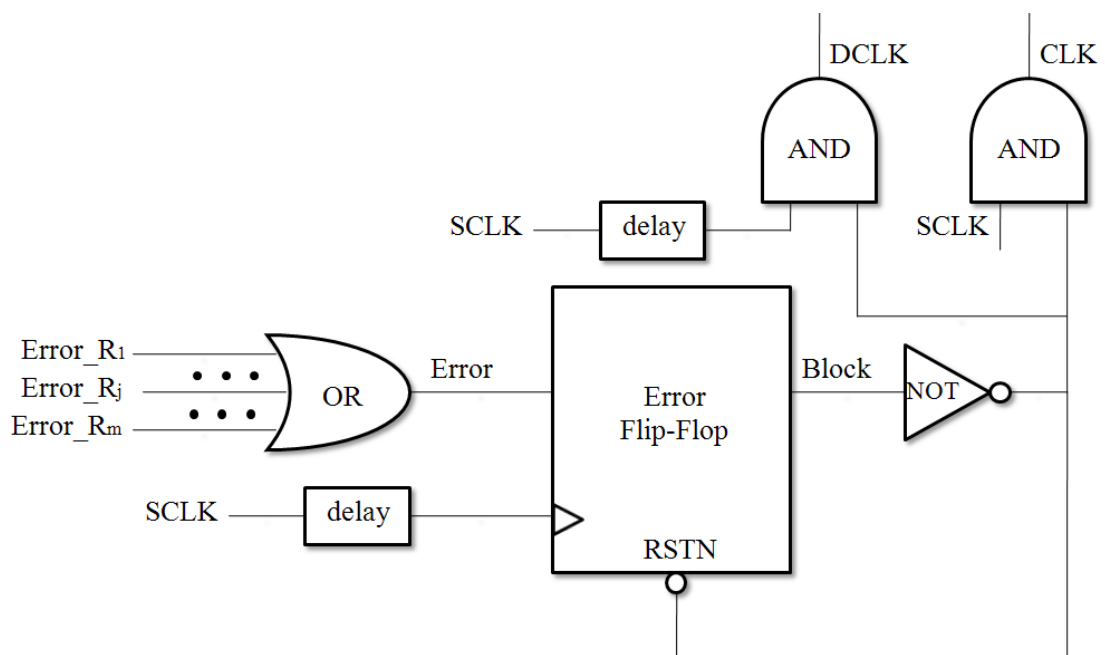 DCLK
CLK
AND
AND
SCLK
delay
SCLK
Error_R1
Error_Rj
Error_Rm
OR
Error
Error
Flip-Flop
Block
NOT
SCLK
delay
RSTN